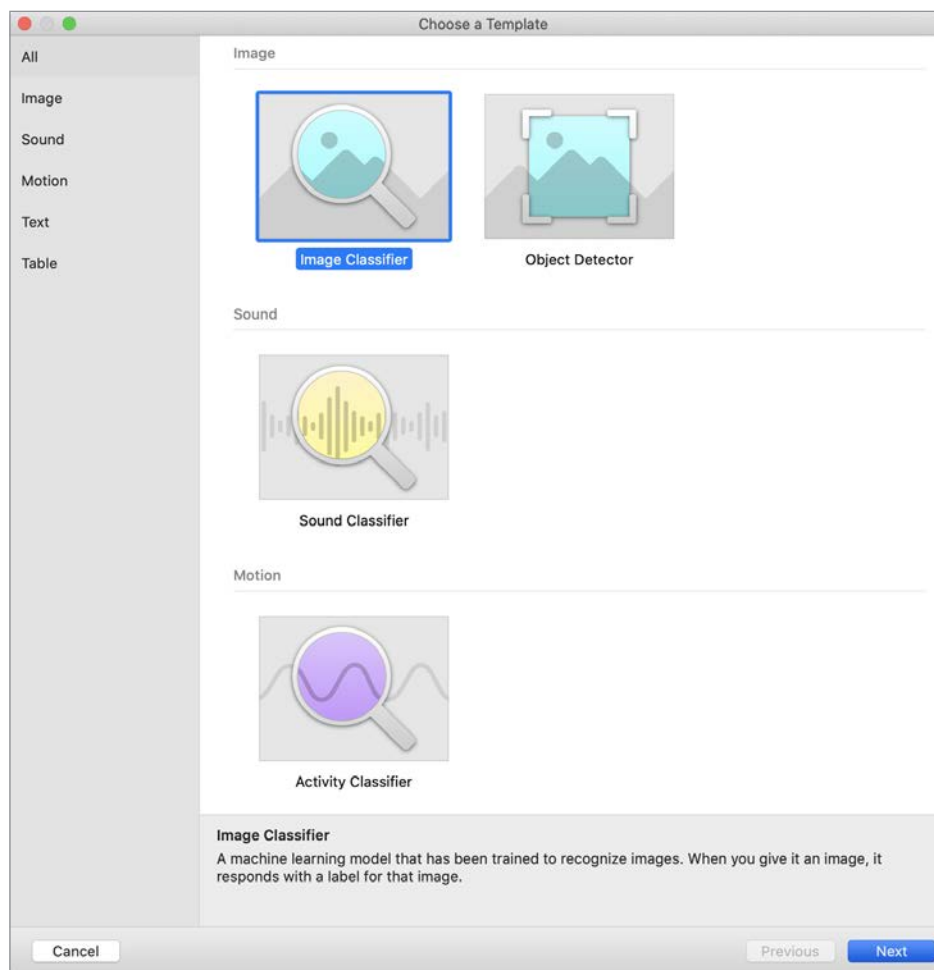 Choose a Template
All
Image
Sound
Motion
Text
Table
Image
Image Classifier
Object Detector
Sound
Sound Classifier
Motion
Activity Classifier
Image Classifier
A machine learning model that has been trained to recognize images. When you give it an image, it
responds with a label for that image.
Cancel
Previous
Next